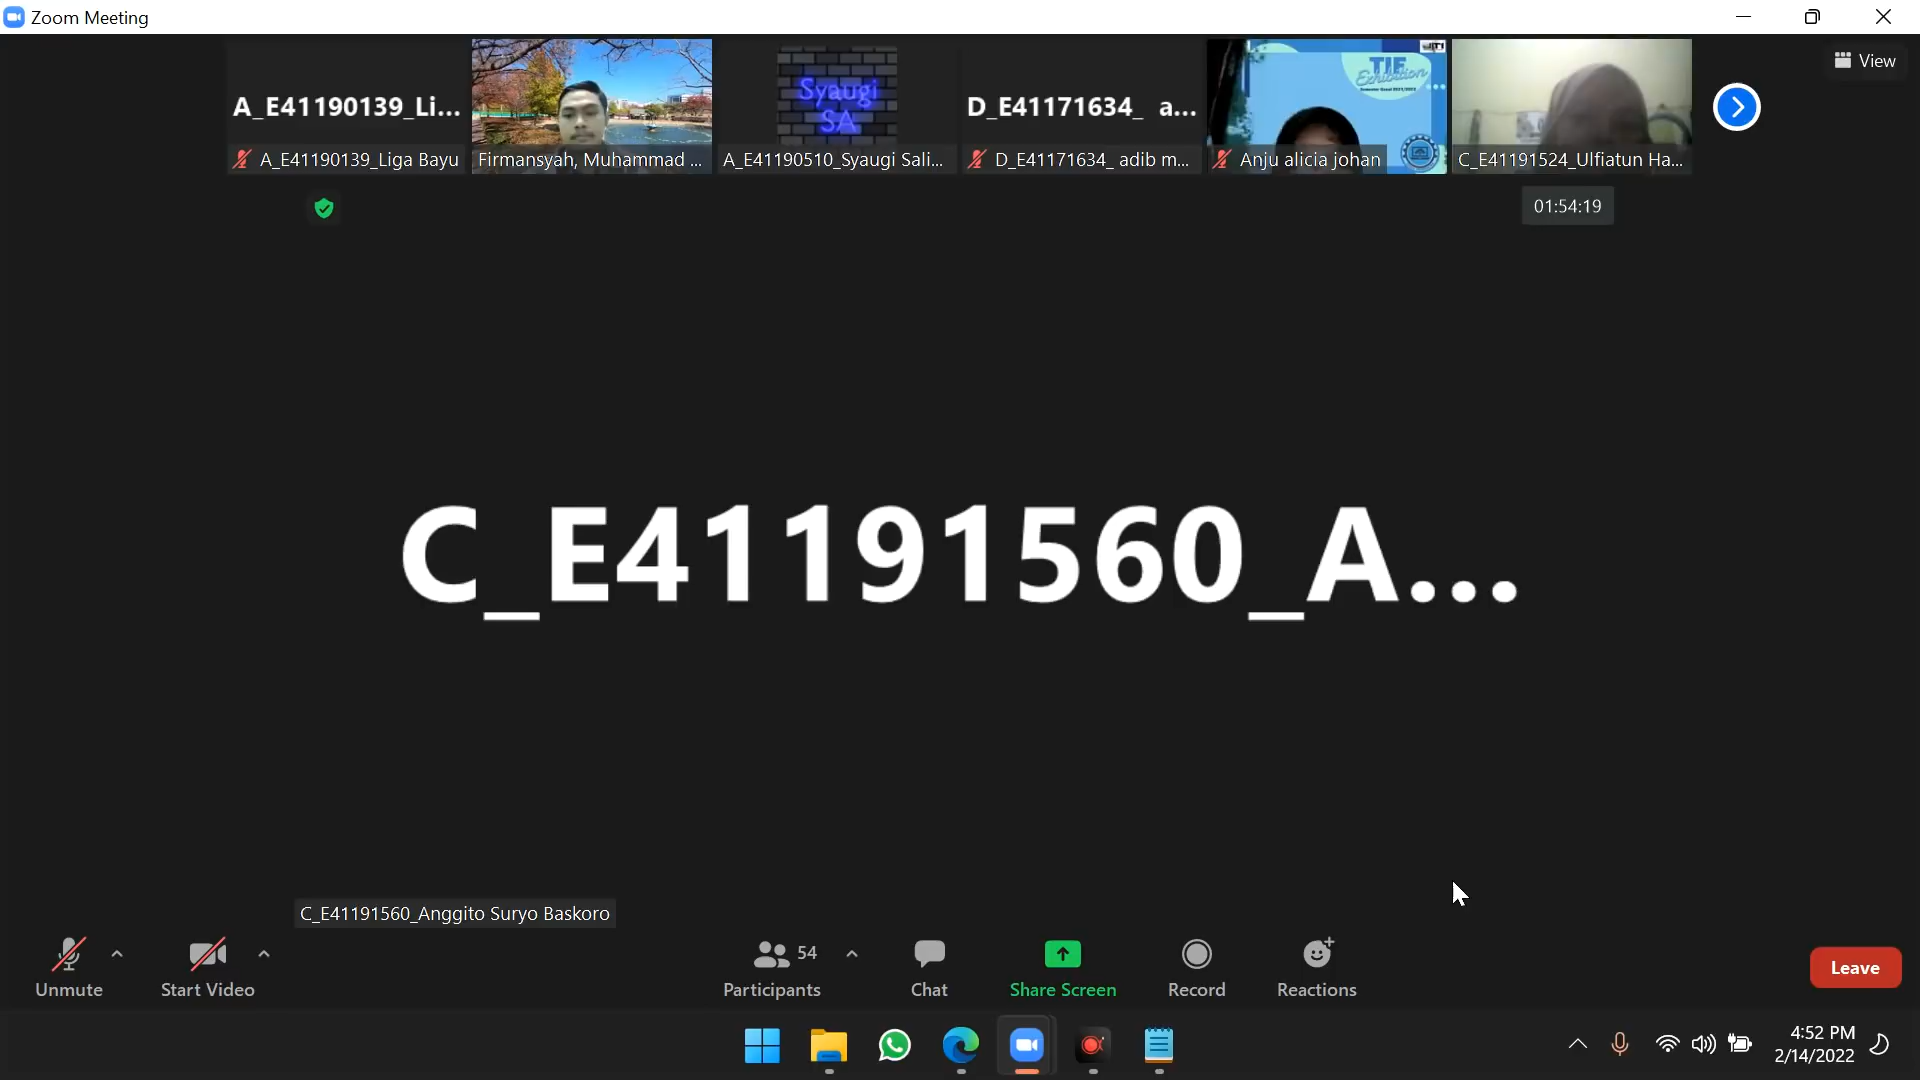 Zoom Meeting
View
A_E41190139_Li...
A_E41190139_Liga Bayu
Firmansyah, Muhammad ...
Syaugi
SA
A_E41190510_Syaugi Sali...
D_E41171634_ a...
D_E41171634_ adib m...
TIF
Exhibition
Anju alicia johan
C_E41191524_Ulfiatun Ha...
01:54:19
C_E41191560_A...
C_E41191560_Anggito Suryo Baskoro
Unmute
Start Video
54
Participants
Chat
Share Screen
Record
Reactions
Leave
4:52 PM
2/14/2022